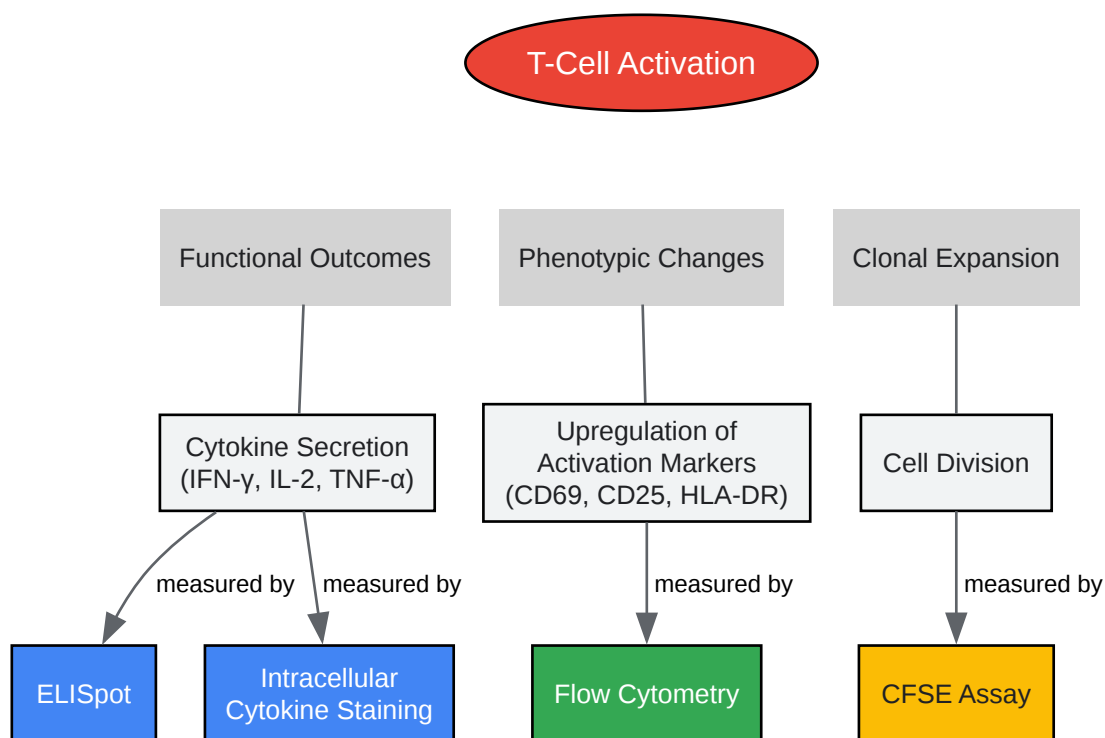 T-Cell Activation
Functional Outcomes
Phenotypic Changes
Clonal Expansion
Cytokine Secretion
(IFN-γ, IL-2, TNF-α)
Upregulation of
Activation Markers
(CD69, CD25, HLA-DR)
Cell Division
measured by
measured by
measured by
measured by
ELISpot
Intracellular
Cytokine Staining
Flow Cytometry
CFSE Assay